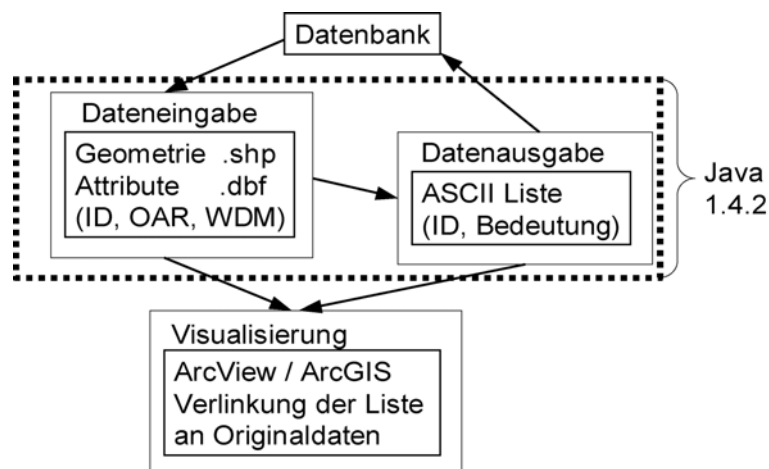 Datenbank
Dateneingabe
Geometrie .shp
Attribute .dbf
(ID, OAR, WDM)
Datenausgabe
ASCII Liste
(ID, Bedeutung)
Java
1.4.2
Visualisierung
ArcView / ArcGIS
Verlinkung der Liste
an Originaldaten